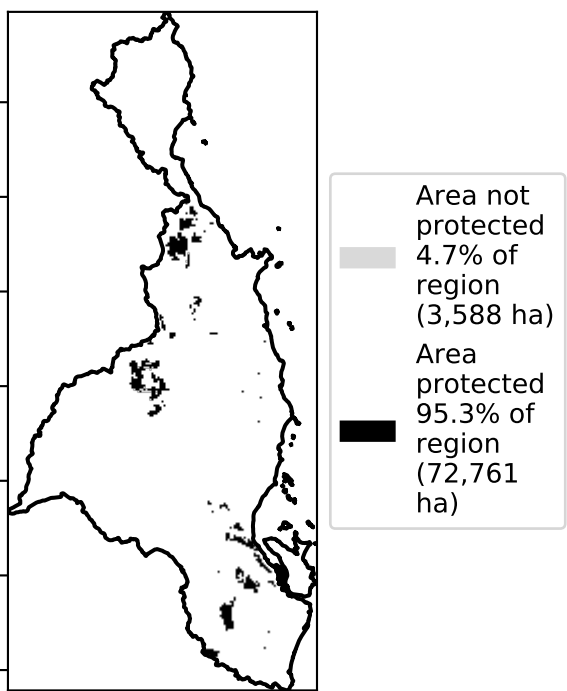 Area not
protected
4.7% of
region
(3,588 ha)
Area
protected
95.3% of
region
(72,761
ha)